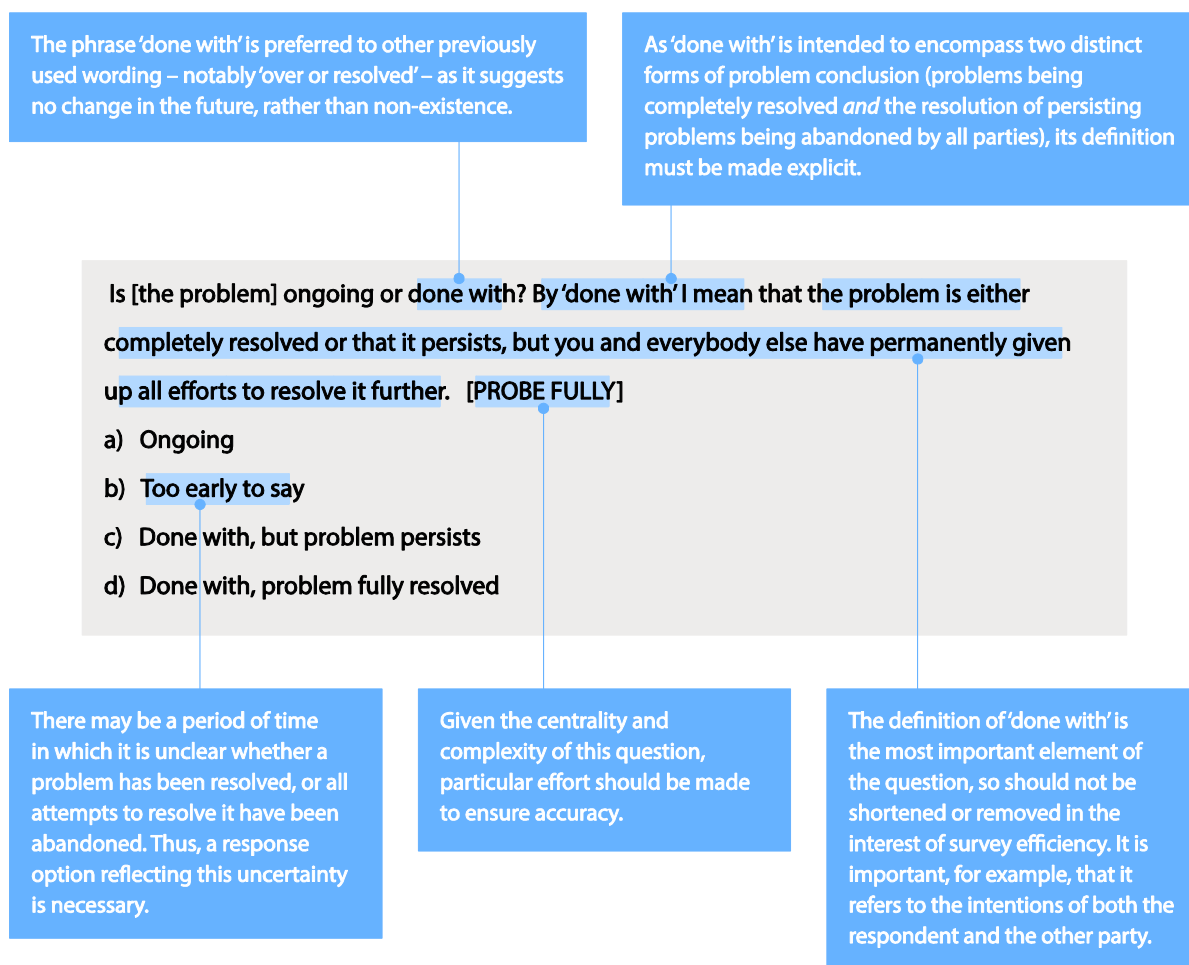 The phrase ‘done with’ is preferred to other previously
used wording – notably ‘over or resolved’ – as it suggests
no change in the future, rather than non-existence.
As ‘done with’ is intended to encompass two distinct
forms of problem conclusion (problems being
completely resolved and the resolution of persisting
problems being abandoned by all parties), its definition
must be made explicit.
Is [the problem] ongoing or done with? By ‘done with’ I mean that the problem is either
completely resolved or that it persists, but you and everybody else have permanently given
up all efforts to resolve it further. [PROBE FULLY]
a) Ongoing
b) Too early to say
c) Done with, but problem persists
d) Done with, problem fully resolved
There may be a period of time
in which it is unclear whether a
problem has been resolved, or all
attempts to resolve it have been
abandoned. Thus, a response
option reflecting this uncertainty
is necessary.
Given the centrality and
complexity of this question,
particular effort should be made
to ensure accuracy.
The definition of ‘done with’ is
the most important element of
the question, so should not be
shortened or removed in the
interest of survey efficiency. It is
important, for example, that it
refers to the intentions of both the
respondent and the other party.